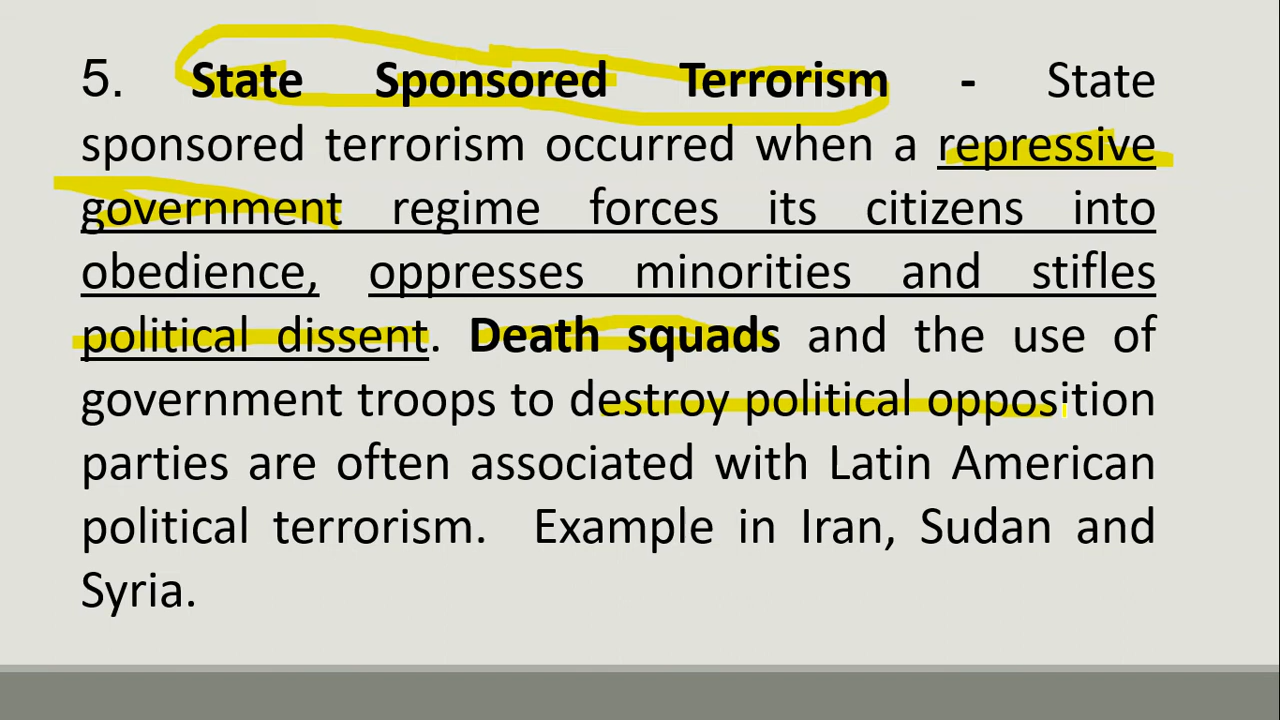 5. State Sponsored Terrorism - State
sponsored terrorism occurred when a repressive
government regime forces its citizens into
obedience, oppresses minorities and stifles
political dissent. Death squads and the use of
government troops to destroy political opposition
parties are often associated with Latin American
political terrorism. Example in Iran, Sudan and
Syria.